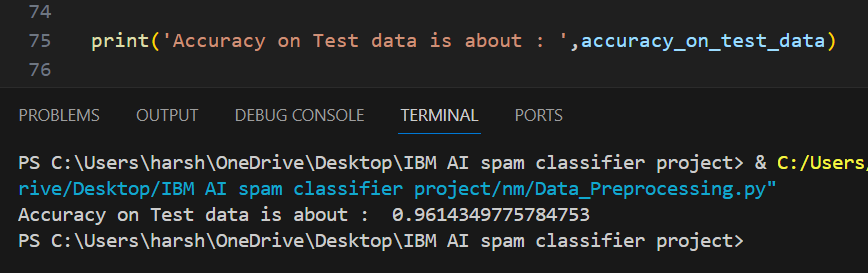 74
75 print('Accuracy on Test data is about : ',accuracy_on_test_data)
76
PROBLEMS OUTPUT DEBUG CONSOLE TERMINAL PORTS
PS C:\Users\harsh\OneDrive\Desktop\IBM AI spam classifier project> & C:/Users
rive/Desktop/IBM AI spam classifier project/nm/Data_Preprocessing.py"
Accuracy on Test data is about :  0.9614349775784753
PS C:\Users\harsh\OneDrive\Desktop\IBM AI spam classifier project>